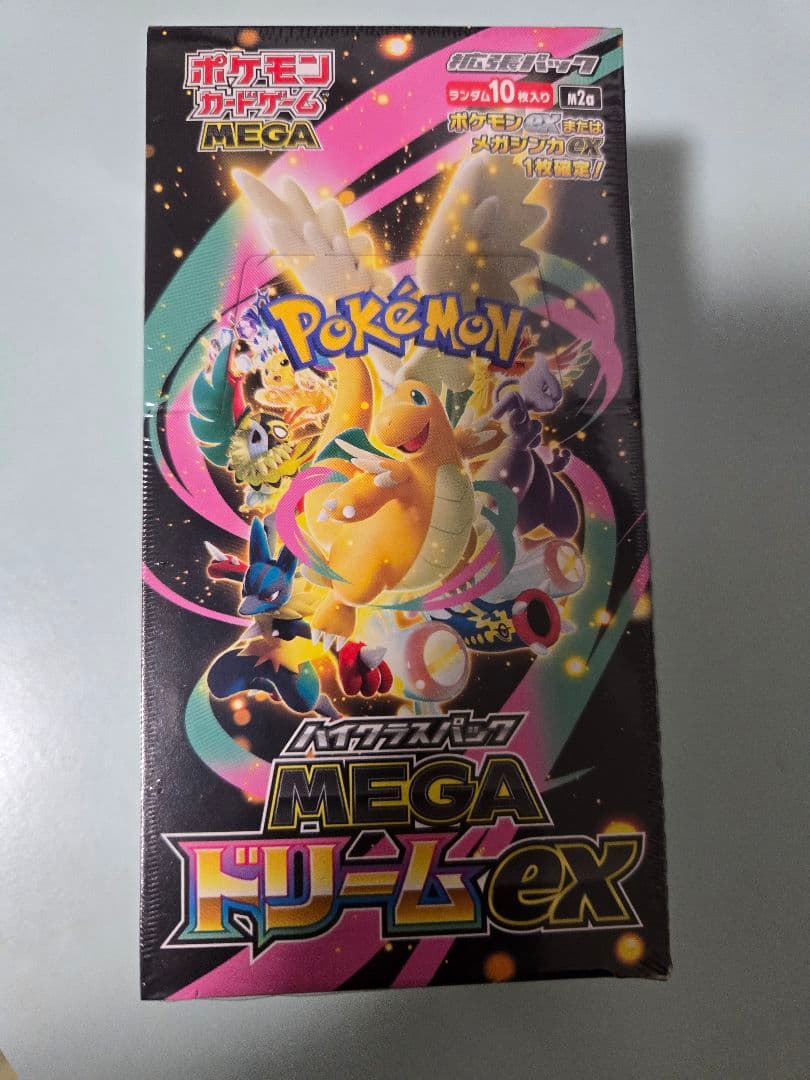 ポケモン
カードゲーム
MEGA
拡張パック
ランダム10枚入り
m2a
ポケモンexまたは
メガシンカex
1枚確定!
POKéMON
ハイクラスパック
MEGA
ドリームex